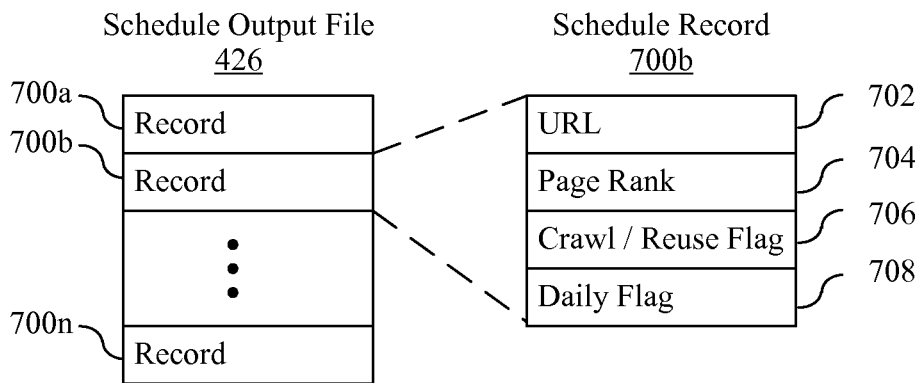 Schedule Output File
426
700a
Record
700b
Record
700n
Record
Schedule Record
700b
URL
702
Page Rank
704
Crawl / Reuse Flag
706
Daily Flag
708